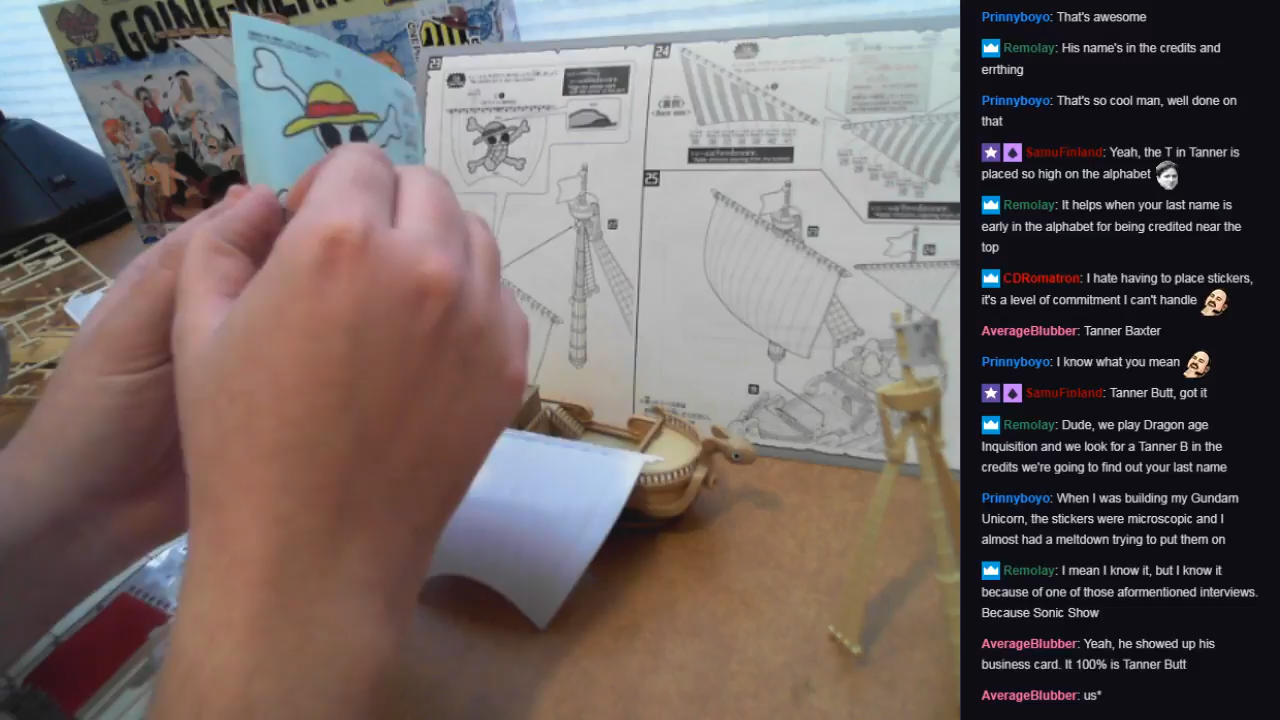 GOING MER
23
24
25
Prinnyboyo: That's awesome
Remolay: His name's in the credits and
errthing
Prinnyboyo: That's so cool man, well done on
that
SamuFinland: Yeah, the T in Tanner is
placed so high on the alphabet
Remolay: It helps when your last name is
early in the alphabet for being credited near the
top
CDRomatron: I hate having to place stickers,
it's a level of commitment I can't handle
AverageBlubber: Tanner Baxter
Prinnyboyo: I know what you mean
SamuFinland: Tanner Butt, got it
Remolay: Dude, we play Dragon age
Inquisition and we look for a Tanner B in the
credits we're going to find out your last name
Prinnyboyo: When I was building my Gundam
Unicorn, the stickers were microscopic and I
almost had a meltdown trying to put them on
Remolay: I mean I know it, but I know it
because of one of those aformentioned interviews.
Because Sonic Show
AverageBlubber: Yeah, he showed up his
business card. It 100% is Tanner Butt
AverageBlubber: us*